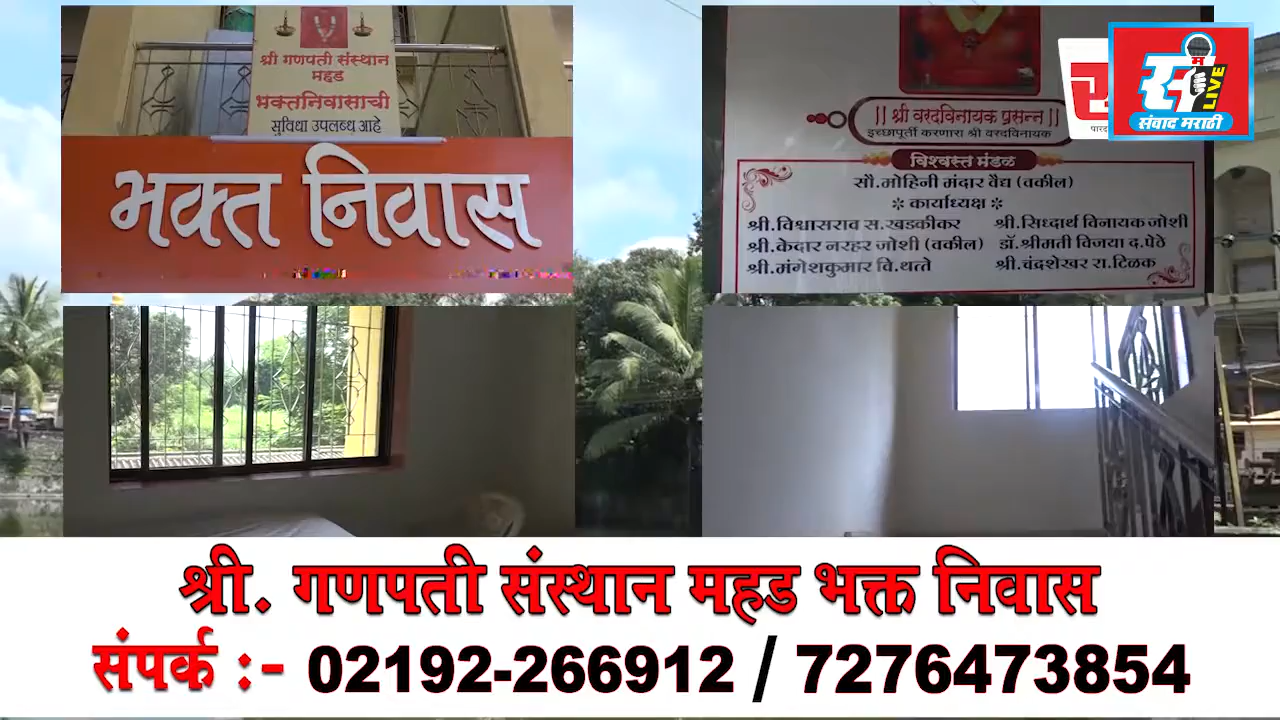 श्री गणपती संस्थान
महड
भक्तनिवासाची
सुविधा उपलब्ध आहे
भक्त निवास
|| श्री वरदविनायक प्रसन्न ||
इच्छापूर्ती करणारा श्री वरदविनायक
विश्वस्त मंडळ
सौ.मोहिनी मंदार वैद्य (वकील)
* कार्याध्यक्ष *
श्री.विश्वासराव स.खडकीकर श्री.सिध्दार्थ विनायक जोशी
श्री.केदार नरहर जोशी (वकील) डॉ.श्रीमती विजया द.पेठे
श्री.मंगेशकुमार वि.थत्ते श्री.चंद्रशेखर रा.टिळक
स म
LIVE
संवाद मराठी
श्री. गणपती संस्थान महड भक्त निवास
संपर्क :- 02192-266912 / 7276473854